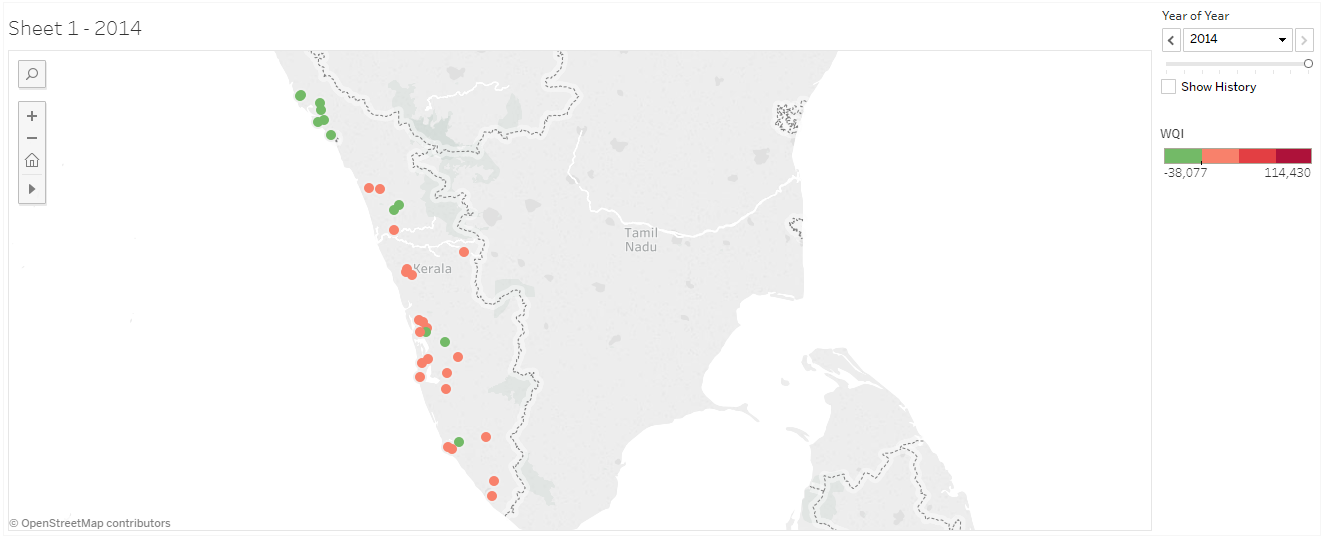 Sheet 1 - 2014
Year of Year
2014
Show History
WQI
-38,077
114,430
Tamil
Nadu
Kerala
© OpenStreetMap contributors